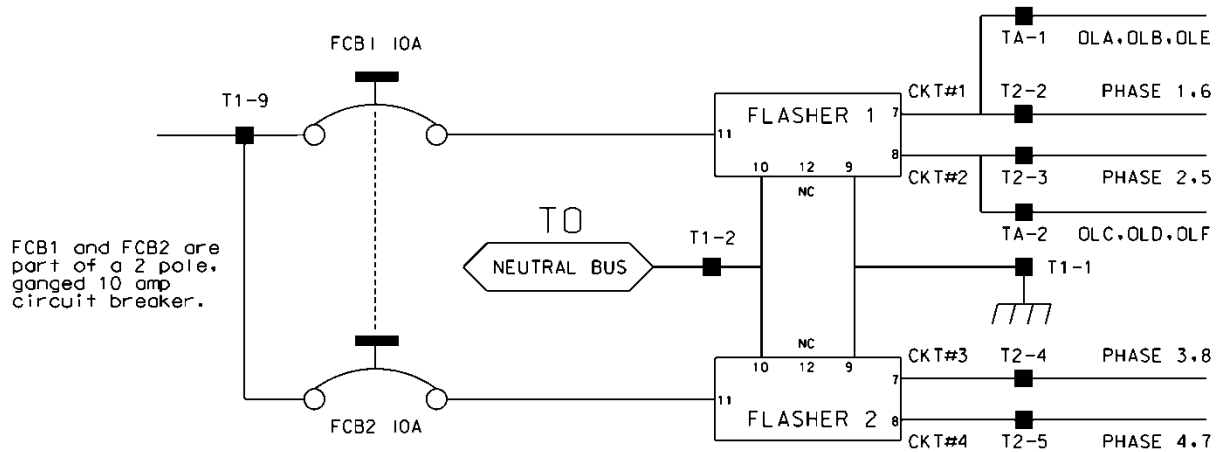 FCB1 10A
T1-9
FCB1 and FCB2 are
part of a 2 pole,
ganged 10 amp
circuit breaker.
FCB2 10A
TO
NEUTRAL BUS
T1-2
FLASHER 1
11
7
8
10 12 9
NC
CKT#1
CKT#2
TA-1 OLA,OLB,OLE
T2-2 PHASE 1,6
T2-3 PHASE 2,5
TA-2 OLC,OLD,OLF
T1-1
NC
10 12 9
FLASHER 2
11
7
8
CKT#3 T2-4 PHASE 3,8
CKT#4 T2-5 PHASE 4,7